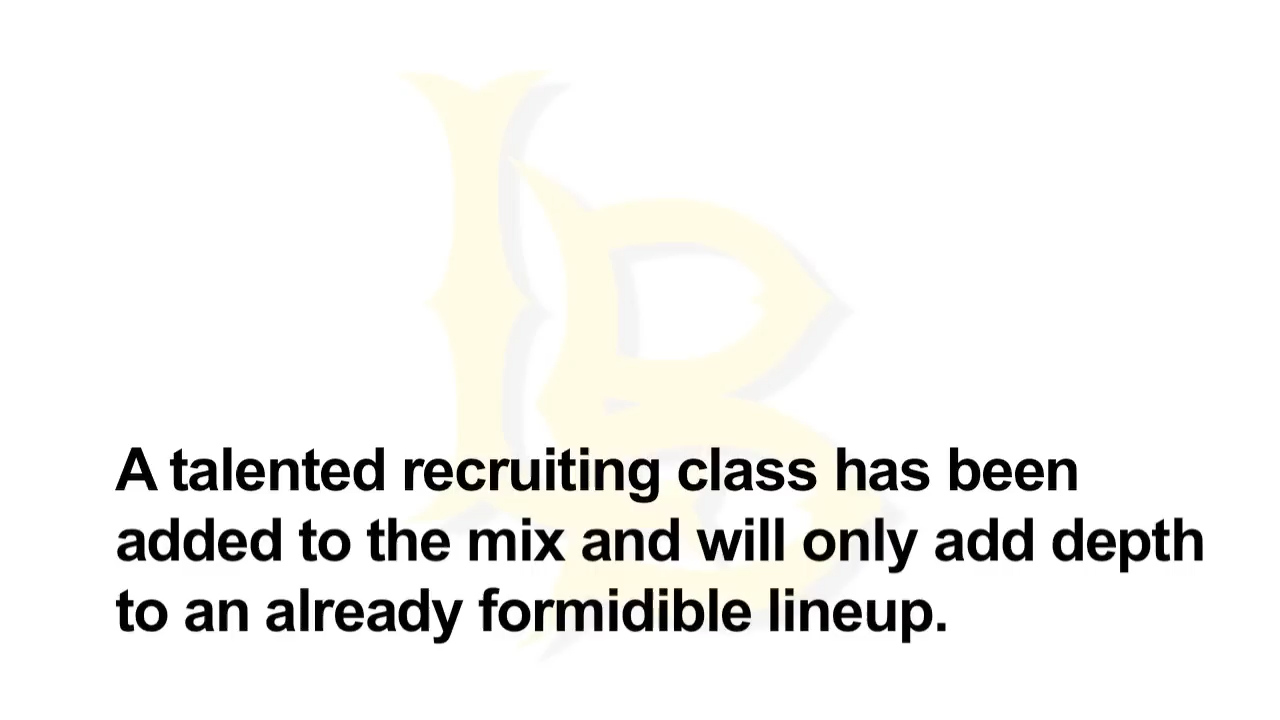 LB
A talented recruiting class has been
added to the mix and will only add depth
to an already formidible lineup.